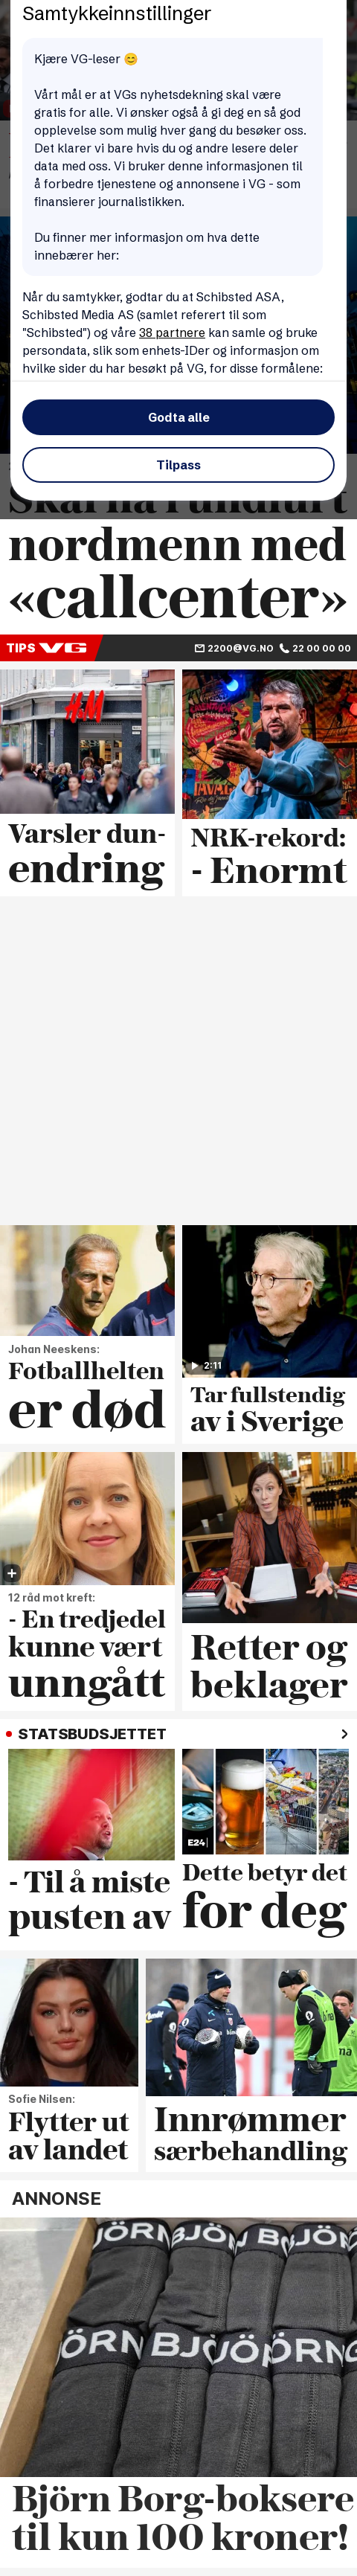 Samtykkeinnstillinger
Kjære VG-leser 😊
Vårt mål er at VGs nyhetsdekning skal være
gratis for alle. Vi ønsker også å gi deg en så god
opplevelse som mulig hver gang du besøker oss.
Det klarer vi bare hvis du og andre lesere deler
data med oss. Vi bruker denne informasjonen til
å forbedre tjenestene og annonsene i VG - som
finansierer journalistikken.
Du finner mer informasjon om hva dette
innebærer her:
Når du samtykker, godtar du at Schibsted ASA,
Schibsted Media AS (samlet referert til som
"Schibsted") og våre 38 partnere kan samle og bruke
persondata, slik som enhets-IDer og informasjon om
hvilke sider du har besøkt på VG, for disse formålene:
Godta alle
Tilpass
Skal ha rundlurt
nordmenn med
«callcenter»
TIPS VG 2200@VG.NO 22 00 00 00
H&M
Varsler dun-
endring
NRK-rekord:
- Enormt
Johan Neeskens:
Fotballhelten
er død
2:11
Tar fullstendig
av i Sverige
12 råd mot kreft:
- En tredjedel
kunne vært
unngått
Retter og
beklager
STATSBUDSJETTET
- Til å miste
pusten av
E24
Dette betyr det
for deg
Sofie Nilsen:
Flytter ut
av landet
Innrømmer
særbehandling
ANNONSE
BJÖRN BORG
Björn Borg-boksere
til kun 100 kroner!